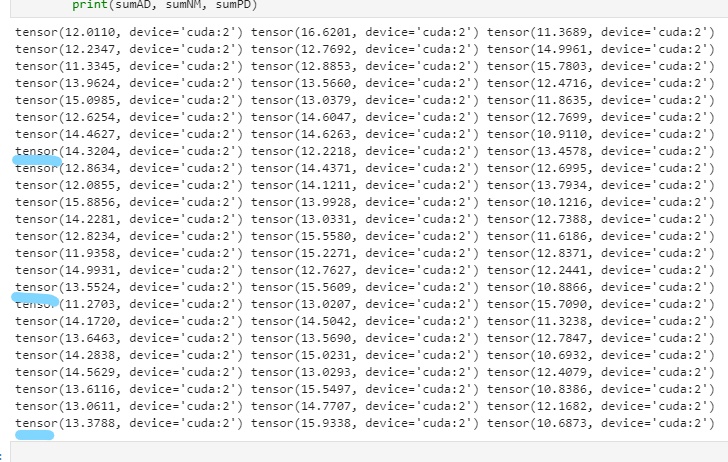 print(sumAD, sumNM, sumPD)
tensor(12.0110, device='cuda:2') tensor(16.6201, device='cuda:2') tensor(11.3689, device='cuda:2')
tensor(12.2347, device='cuda:2') tensor(12.7692, device='cuda:2') tensor(14.9961, device='cuda:2')
tensor(11.3345, device='cuda:2') tensor(12.8853, device='cuda:2') tensor(15.7803, device='cuda:2')
tensor(13.9624, device='cuda:2') tensor(13.5660, device='cuda:2') tensor(12.4716, device='cuda:2')
tensor(15.0985, device='cuda:2') tensor(13.0379, device='cuda:2') tensor(11.8635, device='cuda:2')
tensor(12.6254, device='cuda:2') tensor(14.6047, device='cuda:2') tensor(12.7699, device='cuda:2')
tensor(14.4627, device='cuda:2') tensor(14.6263, device='cuda:2') tensor(10.9110, device='cuda:2')
tensor(14.3204, device='cuda:2') tensor(12.2218, device='cuda:2') tensor(13.4578, device='cuda:2')
tensor(12.8634, device='cuda:2') tensor(14.4371, device='cuda:2') tensor(12.6995, device='cuda:2')
tensor(12.0855, device='cuda:2') tensor(14.1211, device='cuda:2') tensor(13.7934, device='cuda:2')
tensor(15.8856, device='cuda:2') tensor(13.9928, device='cuda:2') tensor(10.1216, device='cuda:2')
tensor(14.2281, device='cuda:2') tensor(13.0331, device='cuda:2') tensor(12.7388, device='cuda:2')
tensor(12.8234, device='cuda:2') tensor(15.5580, device='cuda:2') tensor(11.6186, device='cuda:2')
tensor(11.9358, device='cuda:2') tensor(15.2271, device='cuda:2') tensor(12.8371, device='cuda:2')
tensor(14.9931, device='cuda:2') tensor(12.7627, device='cuda:2') tensor(12.2441, device='cuda:2')
tensor(13.5524, device='cuda:2') tensor(15.5609, device='cuda:2') tensor(10.8866, device='cuda:2')
tensor(11.2703, device='cuda:2') tensor(13.0207, device='cuda:2') tensor(15.7090, device='cuda:2')
tensor(14.1720, device='cuda:2') tensor(14.5042, device='cuda:2') tensor(11.3238, device='cuda:2')
tensor(13.6463, device='cuda:2') tensor(13.5690, device='cuda:2') tensor(12.7847, device='cuda:2')
tensor(14.2838, device='cuda:2') tensor(15.0231, device='cuda:2') tensor(10.6932, device='cuda:2')
tensor(14.5629, device='cuda:2') tensor(13.0293, device='cuda:2') tensor(12.4079, device='cuda:2')
tensor(13.6116, device='cuda:2') tensor(15.5497, device='cuda:2') tensor(10.8386, device='cuda:2')
tensor(13.0611, device='cuda:2') tensor(14.7707, device='cuda:2') tensor(12.1682, device='cuda:2')
tensor(13.3788, device='cuda:2') tensor(15.9338, device='cuda:2') tensor(10.6873, device='cuda:2')